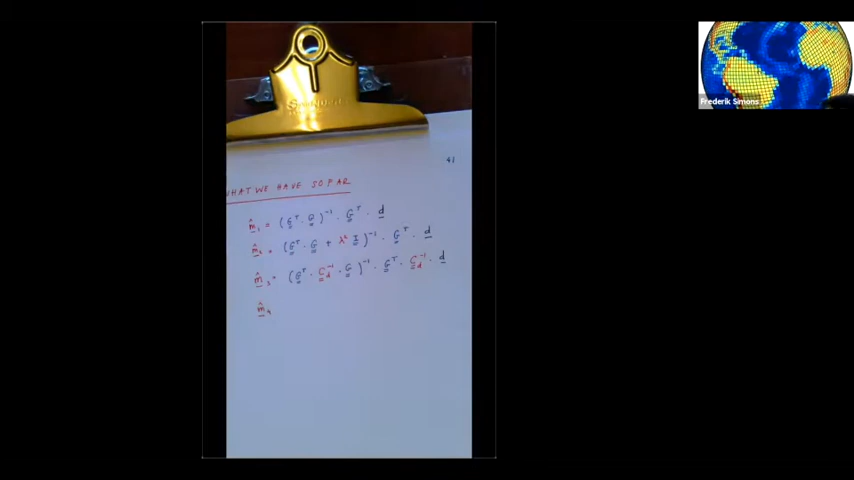 Frederik Simons
41
WHAT WE HAVE SO FAR
m̂₁ = (Gᵀ · G)⁻¹ · Gᵀ · d
m̂₂ = (Gᵀ · G + λ² I)⁻¹ · Gᵀ · d
m̂₃ = (Gᵀ · C_d⁻¹ · G)⁻¹ · Gᵀ · C_d⁻¹ · d
m̂₄